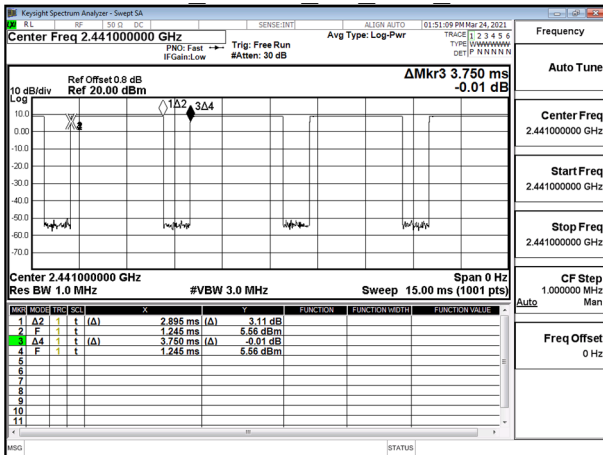 Keysight Spectrum Analyzer - Swept SA
RL RF 50 Ω DC SENSE:INT ALIGN AUTO 01:51:09 PM Mar 24, 2021
Center Freq 2.441000000 GHz
PNO: Fast
IFGain:Low
Trig: Free Run
#Atten: 30 dB
Avg Type: Log-Pwr
TRACE 1 2 3 4 5 6
TYPE WWWWWW
DET P N N N N N
Frequency
Auto Tune
Ref Offset 0.8 dB
Ref 20.00 dBm
10 dB/div
Log
ΔMkr3 3.750 ms
-0.01 dB
10.0
0.00
-10.0
-20.0
-30.0
-40.0
-50.0
-60.0
-70.0
1Δ2
3Δ4
Center Freq
2.441000000 GHz
Start Freq
2.441000000 GHz
Stop Freq
2.441000000 GHz
CF Step
1.000000 MHz
Auto Man
Freq Offset
0 Hz
Center 2.441000000 GHz Span 0 Hz
Res BW 1.0 MHz #VBW 3.0 MHz Sweep 15.00 ms (1001 pts)
MKR MODE TRC SCL X Y FUNCTION FUNCTION WIDTH FUNCTION VALUE
1 Δ2 1 t (Δ) 2.895 ms (Δ) 3.11 dB
2 F 1 t 1.245 ms 5.56 dBm
3 Δ4 1 t (Δ) 3.750 ms (Δ) -0.01 dB
4 F 1 t 1.245 ms 5.56 dBm
5
6
7
8
9
10
11
MSG STATUS